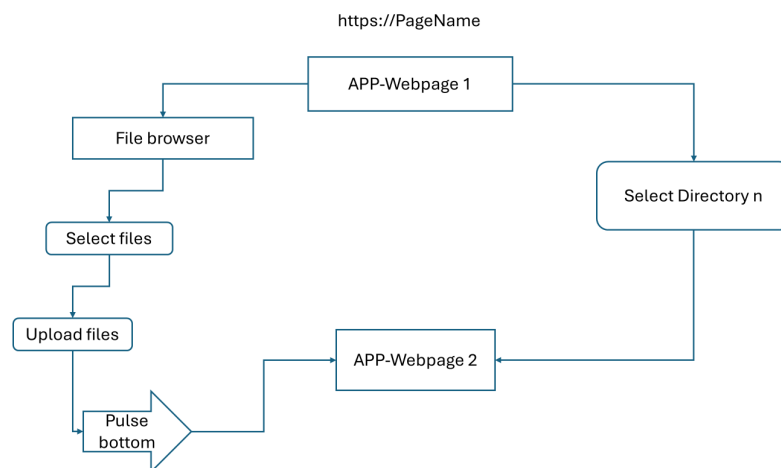 https://PageName
APP-Webpage 1
File browser
Select Directory n
Select files
Upload files
APP-Webpage 2
Pulse
bottom